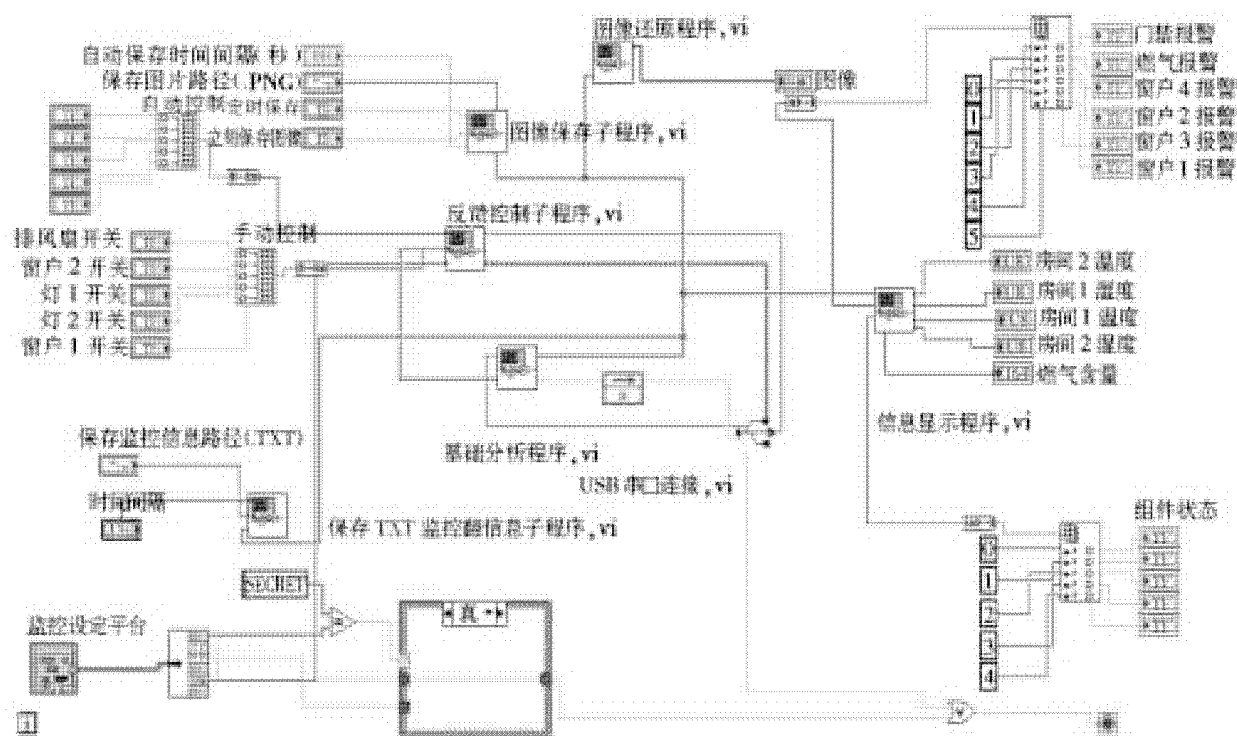 图像还原程序,vi
自动保存时间间隔(秒)
保存图片路径(.PNG)
自动控制
定时保存
立刻保存图像
图像保存子程序,vi
图像
0
1
2
3
4
5
门禁报警
燃气报警
窗户4报警
窗户2报警
窗户3报警
窗户1报警
排风扇开关
窗户2开关
灯1开关
灯2开关
窗户1开关
手动控制
反馈控制子程序,vi
房间2温度
房间1湿度
房间1温度
房间2湿度
燃气含量
信息显示程序,vi
基础分析程序,vi
USB串口连接,vi
保存监控信息路径(TXT)
时间间隔
保存TXT监控翻信息子程序,vi
SECRET
监控设定平台
真
组件状态
0
1
2
3
4
i